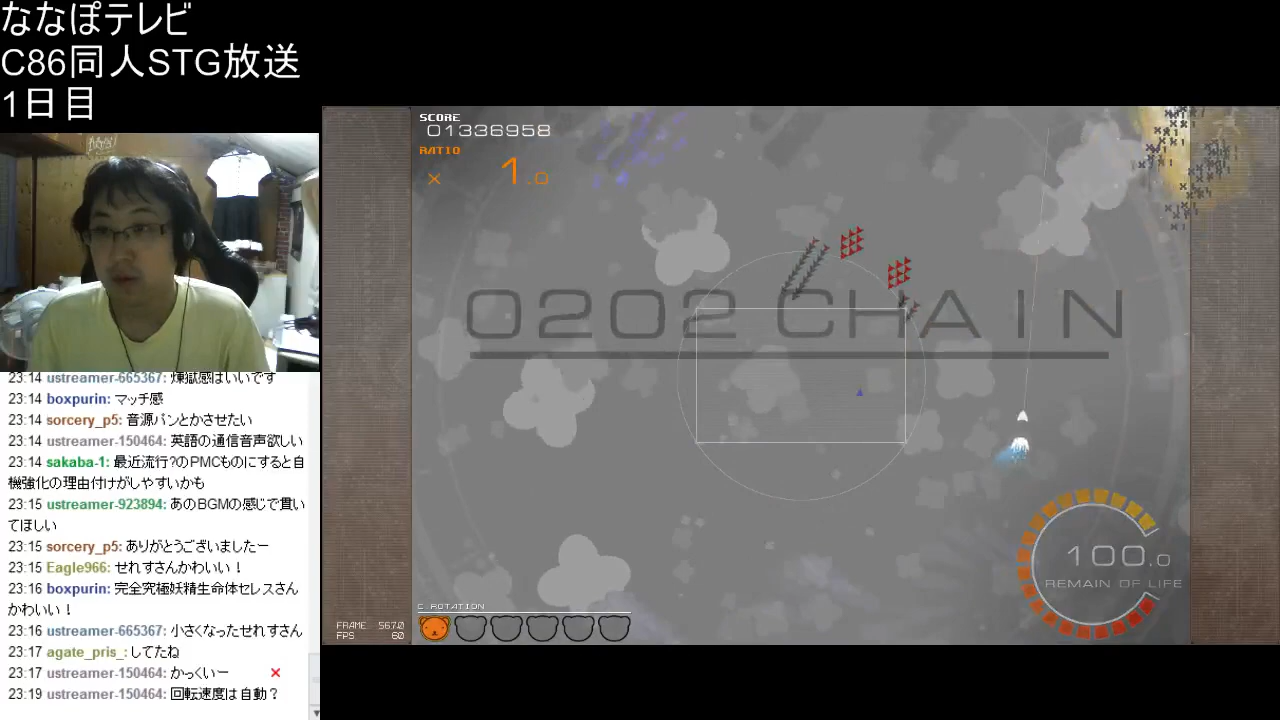 ななぽテレビ
C86同人STG放送
1日目
23:14 ustreamer-665367: 煉獄感はいいです
23:14 boxpurin: マッチ感
23:14 sorcery_p5: 音源バンとかさせたい
23:14 ustreamer-150464: 英語の通信音声欲しい
23:14 sakaba-1: 最近流行?のPMCものにすると自
機強化の理由付けがしやすいかも
23:15 ustreamer-923894: あのBGMの感じで貫い
てほしい
23:15 sorcery_p5: ありがとうございましたー
23:15 Eagle966: せれすさんかわいい！
23:16 boxpurin: 完全究極妖精生命体セレスさん
かわいい！
23:16 ustreamer-665367: 小さくなったせれすさん
23:17 agate_pris_: してたね
23:17 ustreamer-150464: かっくいー
23:19 ustreamer-150464: 回転速度は自動？
SCORE
01336958
RATIO
× 1.0
0202 CHAIN
100.0
REMAIN OF LIFE
C.ROTATION
FRAME 5670
FPS 60